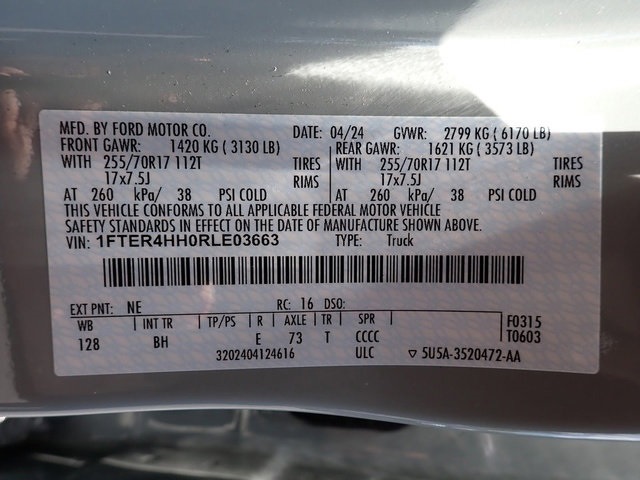 MFD. BY FORD MOTOR CO. DATE: 04/24 GVWR: 2799 KG ( 6170 LB)
FRONT GAWR: 1420 KG ( 3130 LB) REAR GAWR: 1621 KG ( 3573 LB)
WITH 255/70R17 112T TIRES WITH 255/70R17 112T TIRES
17x7.5J RIMS 17x7.5J RIMS
AT 260 kPa/ 38 PSI COLD AT 260 kPa/ 38 PSI COLD
THIS VEHICLE CONFORMS TO ALL APPLICABLE FEDERAL MOTOR VEHICLE
SAFETY STANDARDS IN EFFECT ON THE DATE OF MANUFACTURE SHOWN ABOVE.
VIN: 1FTER4HH0RLE03663 TYPE: Truck
EXT PNT: NE RC: 16 DSO:
WB INT TR TP/PS R AXLE TR SPR F0315
128 BH E 73 T CCCC T0603
3202404124616 ULC ▽ 5U5A-3520472-AA